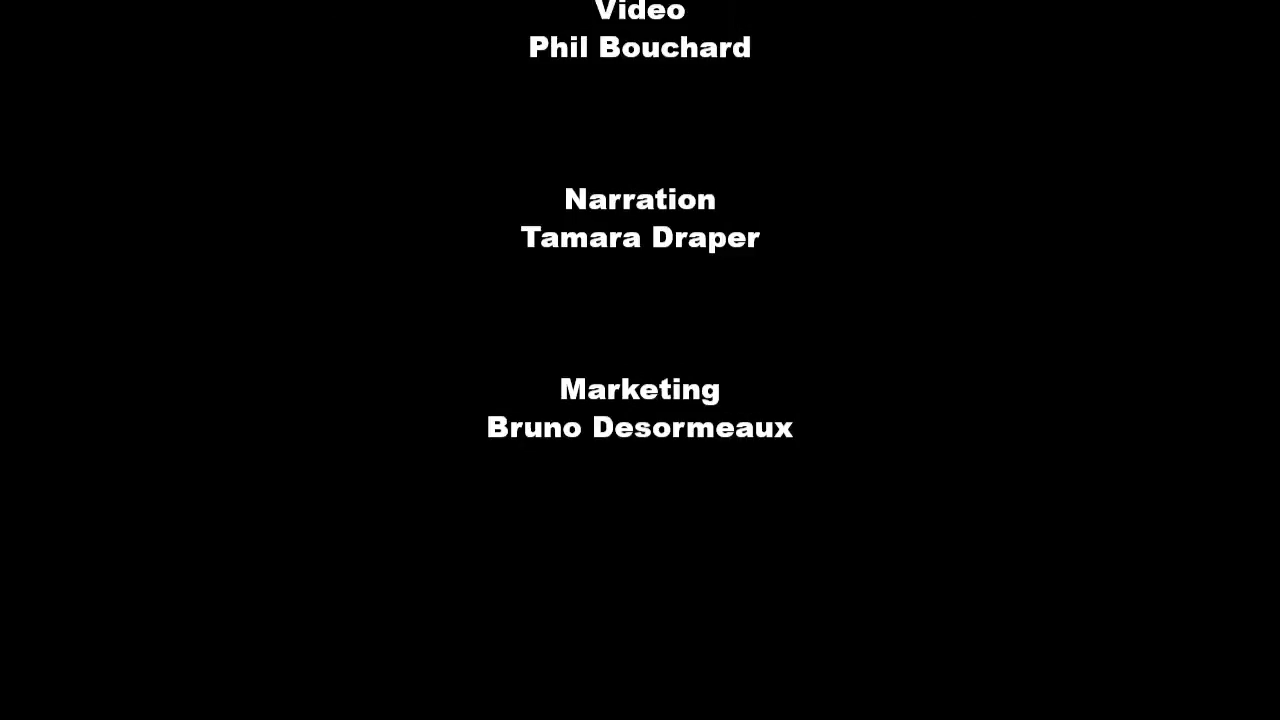 Video
Phil Bouchard
Narration
Tamara Draper
Marketing
Bruno Desormeaux